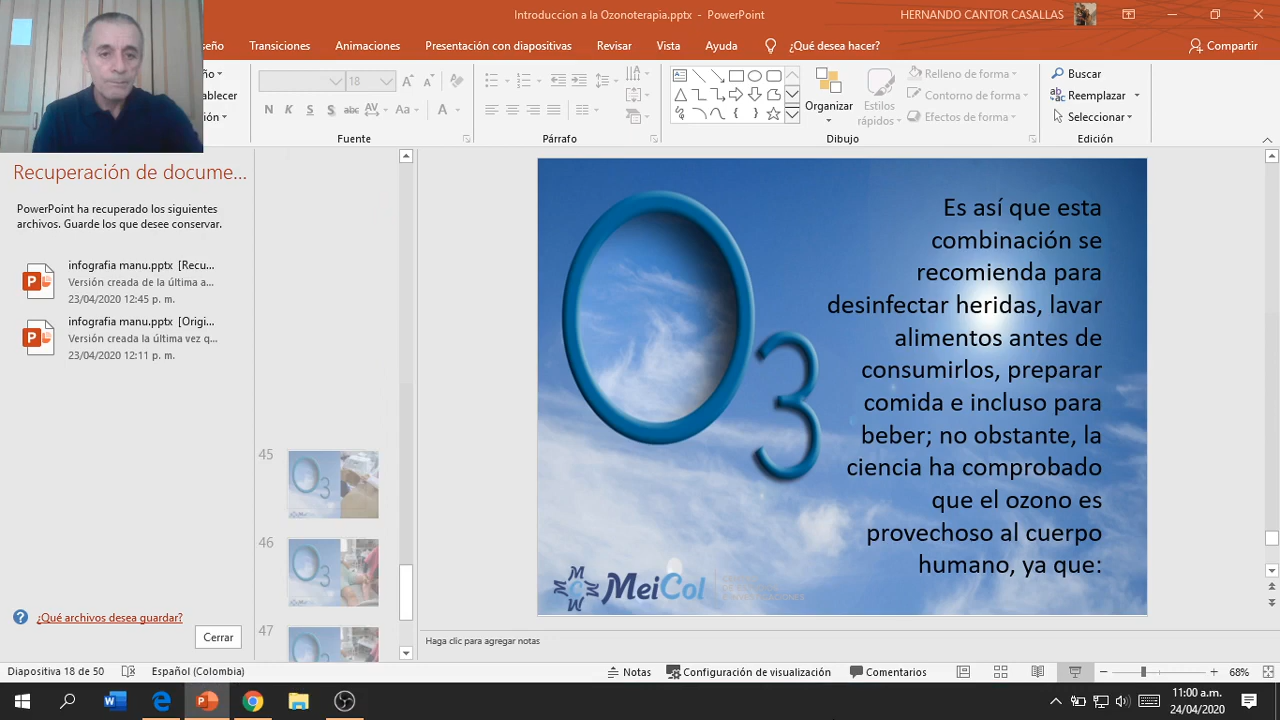 Introduccion a la Ozonoterapia.pptx - PowerPoint
HERNANDO CANTOR CASALLAS
Transiciones
Animaciones
Presentación con diapositivas
Revisar
Vista
Ayuda
¿Qué desea hacer?
Compartir
18
N K S S abc AV Aa A
Organizar
Estilos
rápidos
Relleno de forma
Contorno de forma
Efectos de forma
Buscar
Reemplazar
Seleccionar
Fuente
Párrafo
Dibujo
Edición
Recuperación de docume...
PowerPoint ha recuperado los siguientes
archivos. Guarde los que desee conservar.
infografia manu.pptx [Recu...
Versión creada de la última a...
23/04/2020 12:45 p. m.
infografia manu.pptx [Origi...
Versión creada la última vez q...
23/04/2020 12:11 p. m.
¿Qué archivos desea guardar?
Cerrar
45
46
47
O3
Es así que esta
combinación se
recomienda para
desinfectar heridas, lavar
alimentos antes de
consumirlos, preparar
comida e incluso para
beber; no obstante, la
ciencia ha comprobado
que el ozono es
provechoso al cuerpo
humano, ya que:
MeiCol
Haga clic para agregar notas
Diapositiva 18 de 50
Español (Colombia)
Notas
Configuración de visualización
Comentarios
68%
11:00 a.m.
24/04/2020